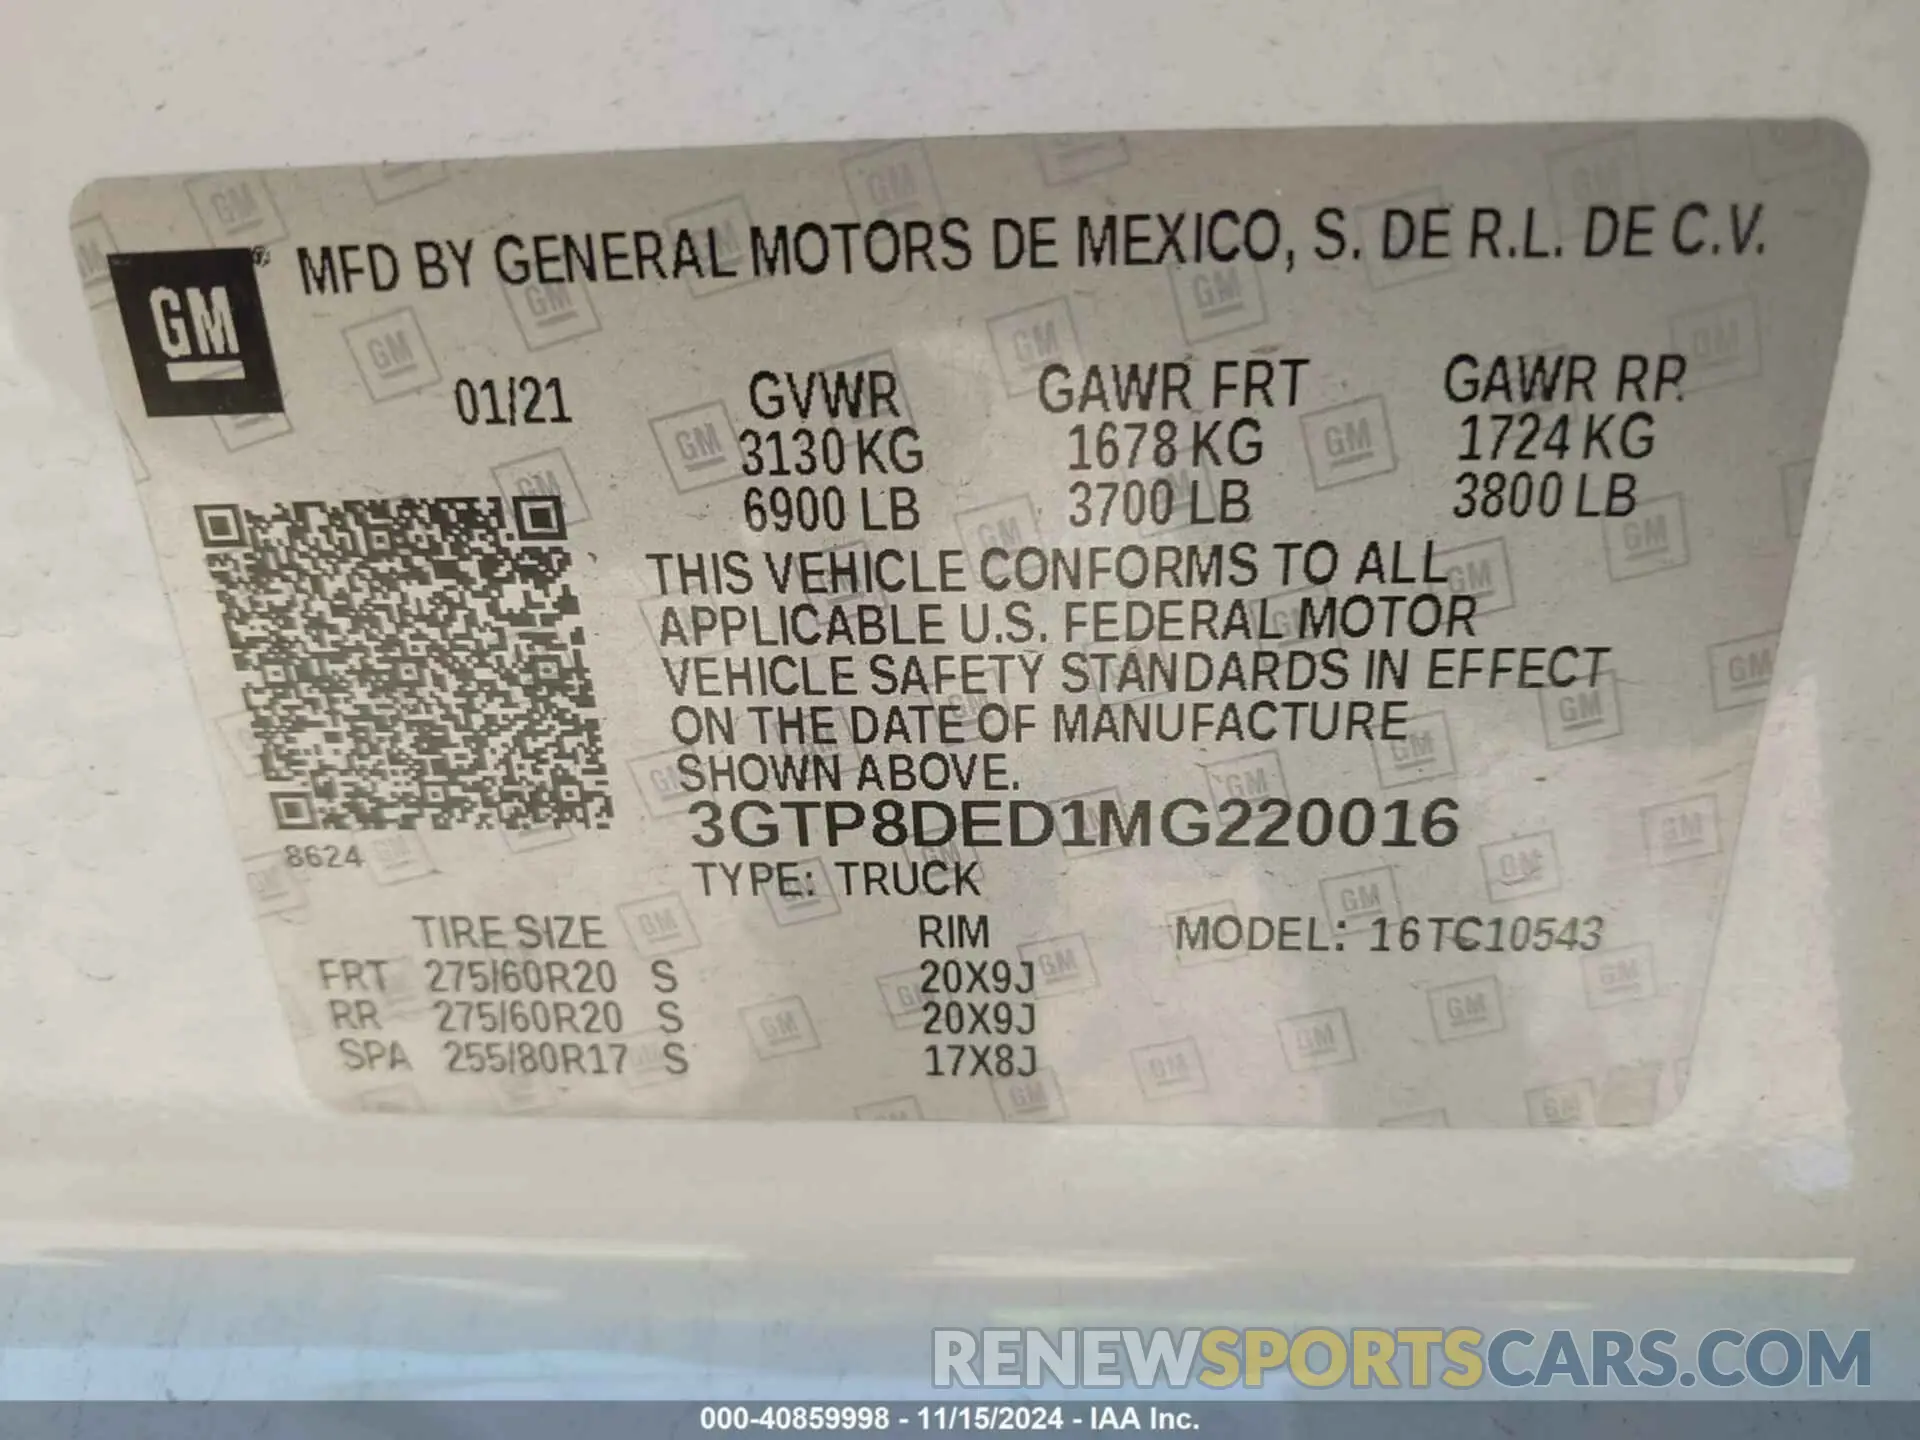 GM® MFD BY GENERAL MOTORS DE MEXICO, S. DE R.L. DE C.V.
01/21 GVWR GAWR FRT GAWR RR
3130 KG 1678 KG 1724 KG
6900 LB 3700 LB 3800 LB
THIS VEHICLE CONFORMS TO ALL
APPLICABLE U.S. FEDERAL MOTOR
VEHICLE SAFETY STANDARDS IN EFFECT
ON THE DATE OF MANUFACTURE
SHOWN ABOVE.
3GTP8DED1MG220016
8624
TYPE: TRUCK
TIRE SIZE RIM MODEL: 16TC10543
FRT 275/60R20 S 20X9J
RR 275/60R20 S 20X9J
SPA 255/80R17 S 17X8J
RENEWSPORTSCARS.COM
000-40859998 - 11/15/2024 - IAA Inc.